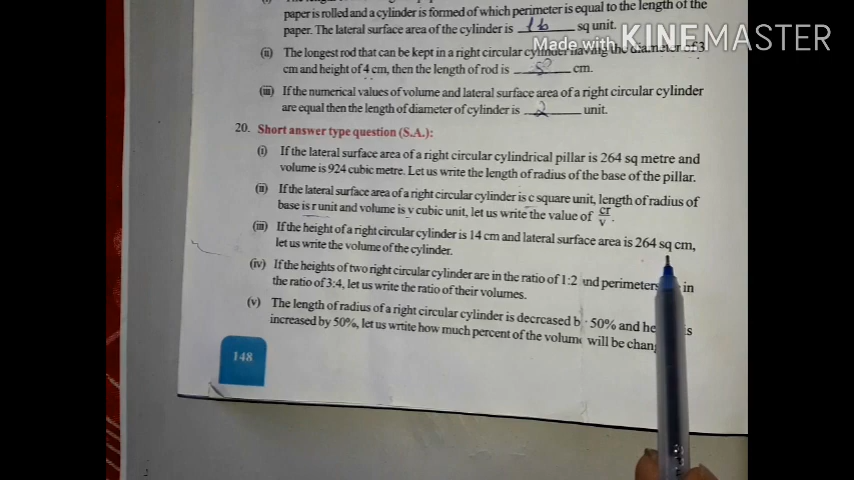 paper is rolled and a cylinder is formed of which perimeter is equal to the length of the
paper. The lateral surface area of the cylinder is 16 sq unit.
Made with KINEMASTER
(ii) The longest rod that can be kept in a right circular cylinder having the diameter of 3
cm and height of 4 cm, then the length of rod is 5 cm.
(iii) If the numerical values of volume and lateral surface area of a right circular cylinder
are equal then the length of diameter of cylinder is 2 unit.
20. Short answer type question (S.A.):
(i) If the lateral surface area of a right circular cylindrical pillar is 264 sq metre and
volume is 924 cubic metre. Let us write the length of radius of the base of the pillar.
(ii) If the lateral surface area of a right circular cylinder is c square unit, length of radius of
base is r unit and volume is v cubic unit, let us write the value of cr/v.
(iii) If the height of a right circular cylinder is 14 cm and lateral surface area is 264 sq cm,
let us write the volume of the cylinder.
(iv) If the heights of two right circular cylinder are in the ratio of 1:2 and perimeters in
the ratio of 3:4, let us write the ratio of their volumes.
(v) The length of radius of a right circular cylinder is decreased b 50% and he is
increased by 50%, let us wrtite how much percent of the volume will be chan
148